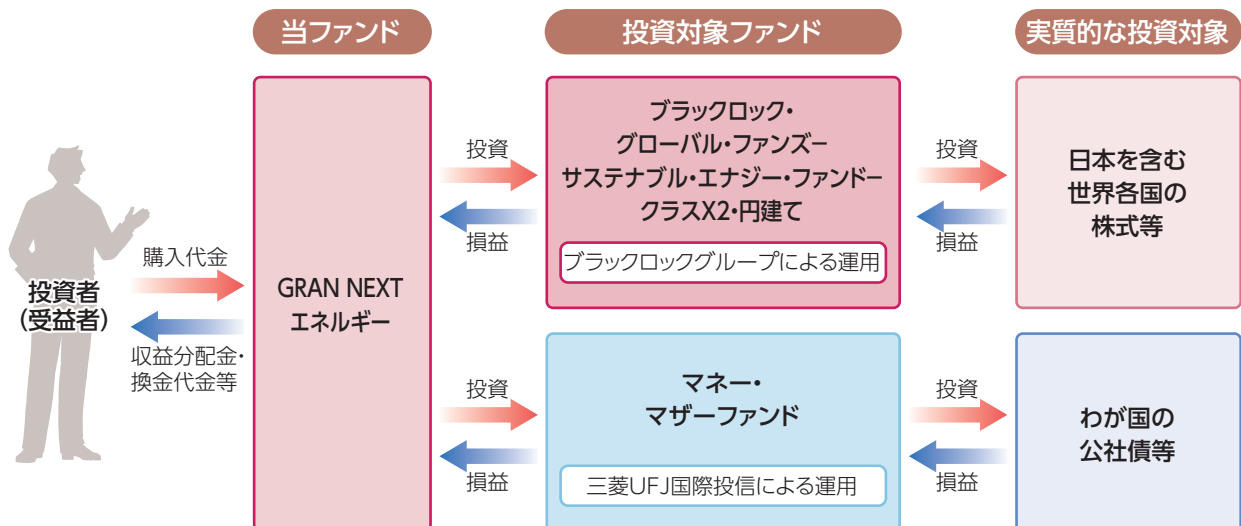 当ファンド
投資対象ファンド
実質的な投資対象
投資者
(受益者)
購入代金
収益分配金・
換金代金等
GRAN NEXT
エネルギー
投資
損益
ブラックロック・
グローバル・ファンズー
サステナブル・エナジー・ファンドー
クラスX2・円建て
ブラックロックグループによる運用
投資
損益
日本を含む
世界各国の
株式等
投資
損益
マネー・
マザーファンド
三菱UFJ国際投信による運用
投資
損益
わが国の
公社債等